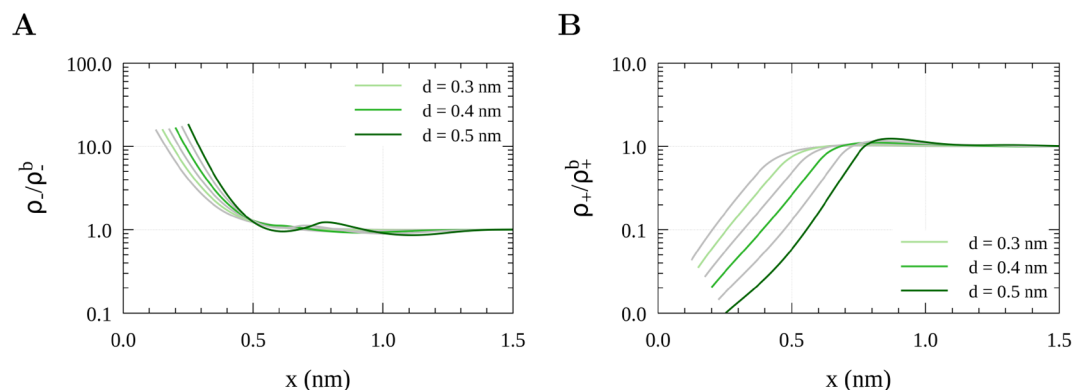 A
ρ₋/ρ₋ᵇ
100.0
10.0
1.0
0.1
d = 0.3 nm
d = 0.4 nm
d = 0.5 nm
0.0 0.5 1.0 1.5
x (nm)
B
ρ₊/ρ₊ᵇ
10.0
1.0
0.1
0.0
d = 0.3 nm
d = 0.4 nm
d = 0.5 nm
0.0 0.5 1.0 1.5
x (nm)